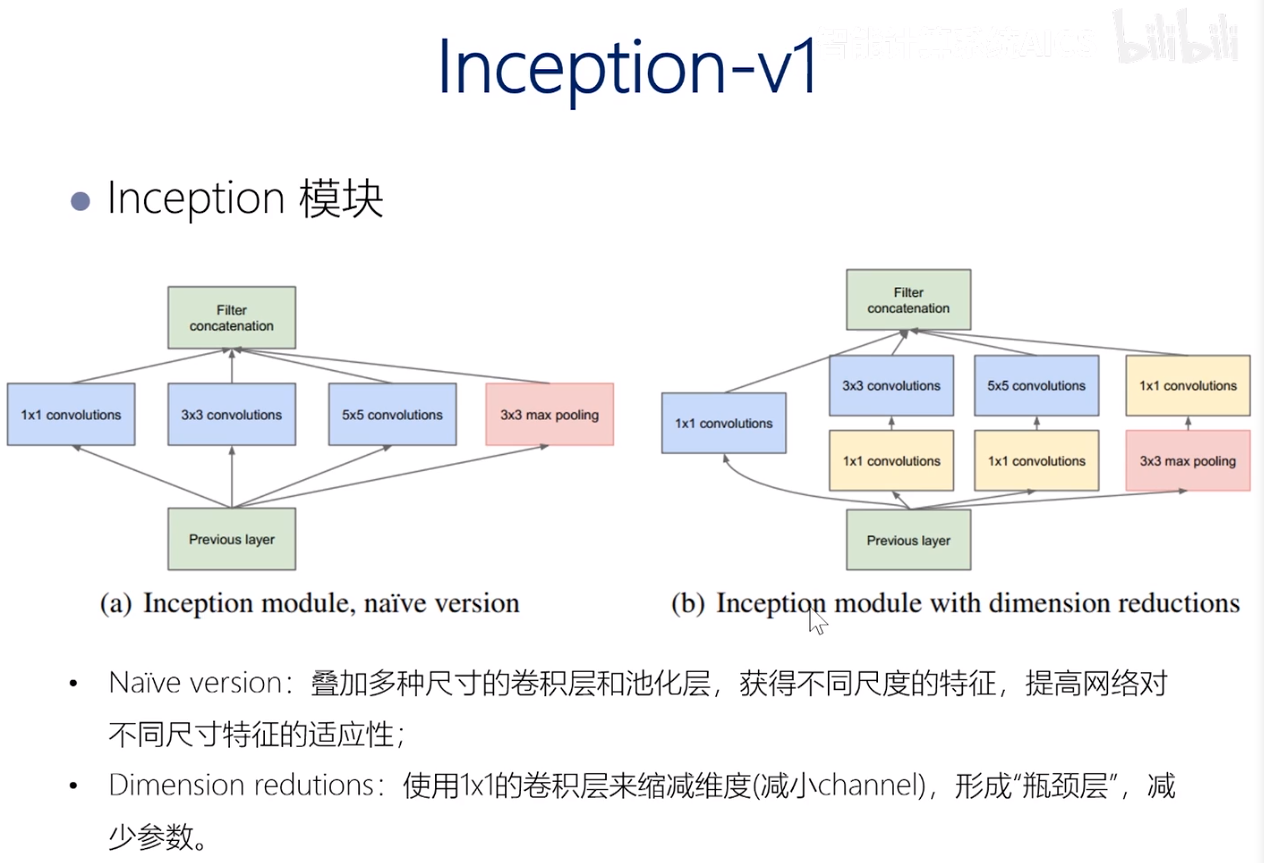 Inception-v1
bilibili
Inception 模块
Filter
concatenation
1x1 convolutions
3x3 convolutions
5x5 convolutions
3x3 max pooling
Previous layer
(a) Inception module, naïve version
Filter
concatenation
3x3 convolutions
5x5 convolutions
1x1 convolutions
1x1 convolutions
1x1 convolutions
1x1 convolutions
3x3 max pooling
Previous layer
(b) Inception module with dimension reductions
Naïve version：叠加多种尺寸的卷积层和池化层，获得不同尺度的特征，提高网络对
不同尺寸特征的适应性；
Dimension redutions：使用1x1的卷积层来缩减维度(减小channel)，形成“瓶颈层”，减
少参数。